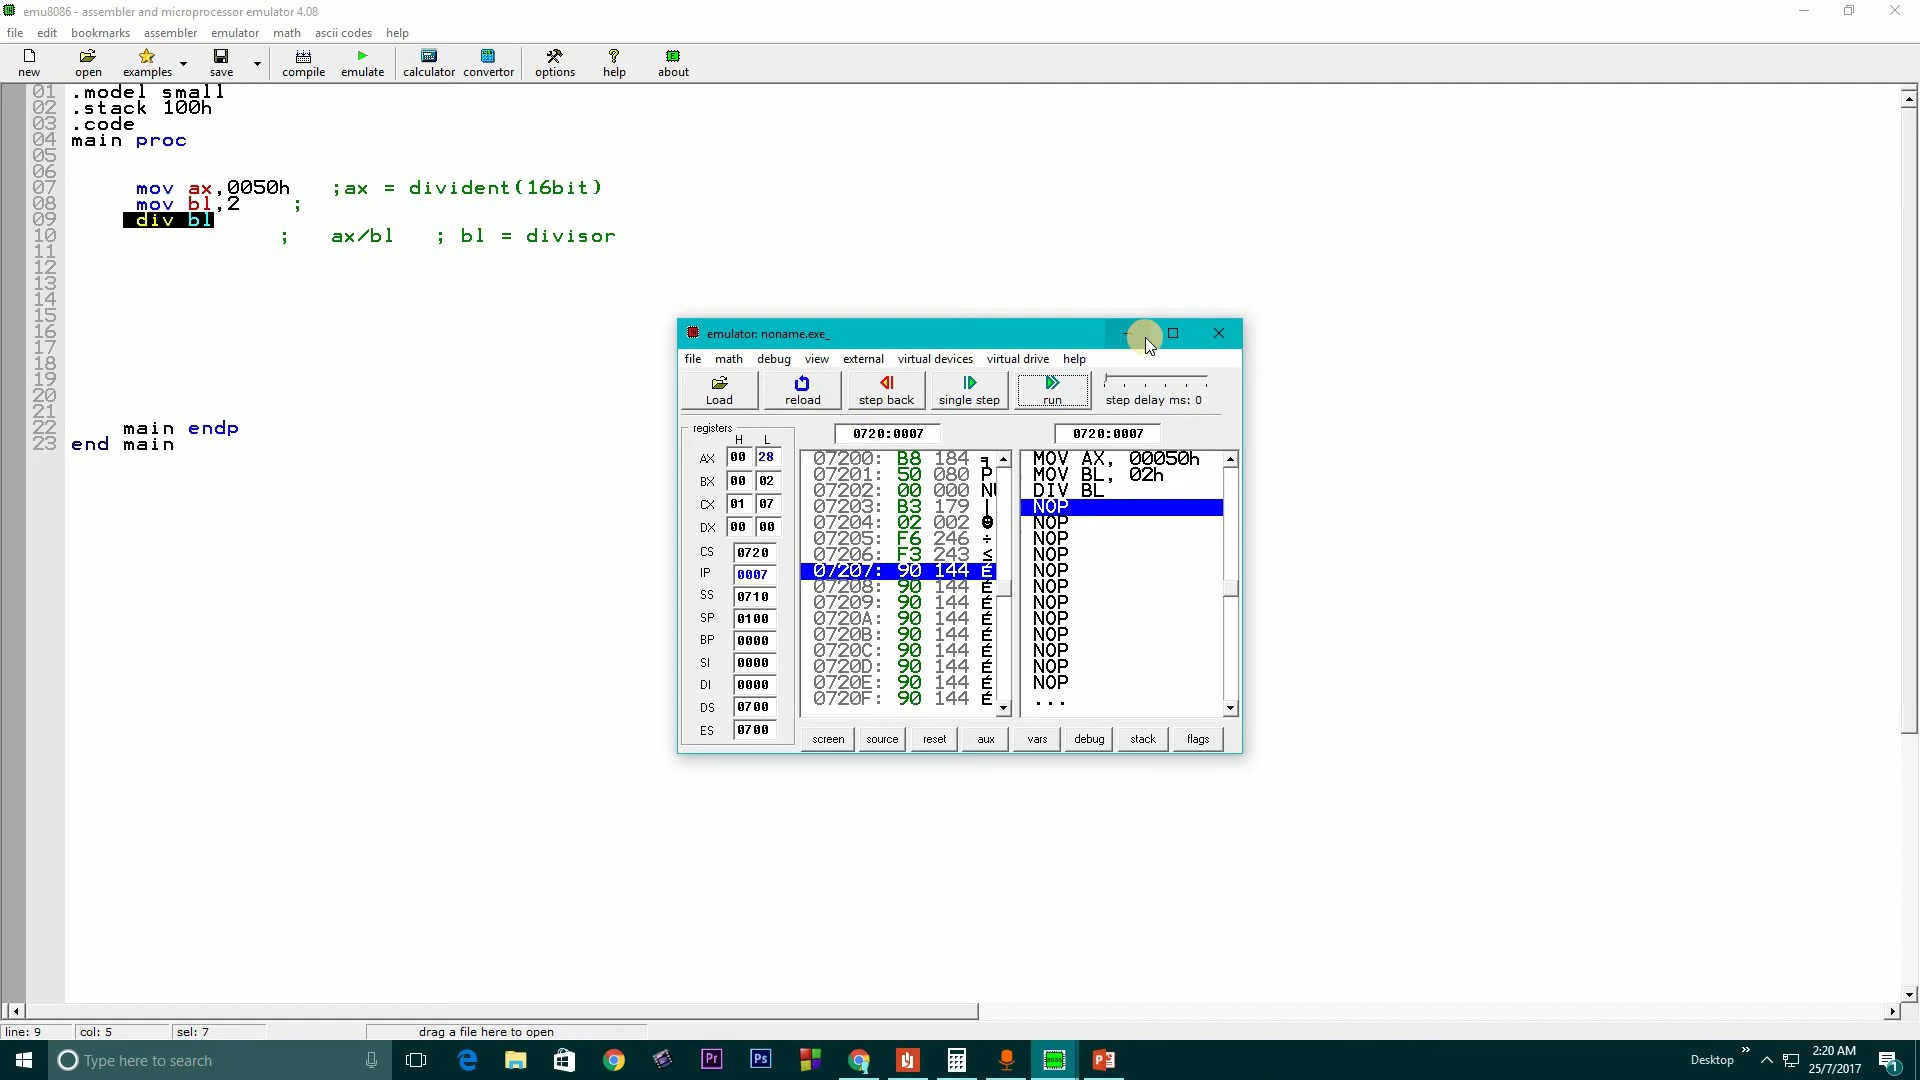 emu8086 - assembler and microprocessor emulator 4.08
file edit bookmarks assembler emulator math ascii codes help
new open examples save compile emulate calculator convertor options help about
01 .model small
02 .stack 100h
03 .code
04 main proc
05
06
07 mov ax,0050h ;ax = divident(16bit)
08 mov bl,2 ;
09 div bl
10 ; ax/bl ; bl = divisor
11
12
13
14
15
16
17
18
19
20
21
22 main endp
23 end main
emulator: noname.exe_
file math debug view external virtual devices virtual drive help
Load reload step back single step run step delay ms: 0
registers
H L
AX 00 28
BX 00 02
CX 01 07
DX 00 00
CS 0720
IP 0007
SS 0710
SP 0100
BP 0000
SI 0000
DI 0000
DS 0700
ES 0700
0720:0007
07200: B8 184 ╕
07201: 50 080 P
07202: 00 000 NU
07203: B3 179 │
07204: 02 002 ☻
07205: F6 246 ÷
07206: F3 243 ≤
07207: 90 144 É
07208: 90 144 É
07209: 90 144 É
0720A: 90 144 É
0720B: 90 144 É
0720C: 90 144 É
0720D: 90 144 É
0720E: 90 144 É
0720F: 90 144 É
0720:0007
MOV AX, 00050h
MOV BL, 02h
DIV BL
NOP
NOP
NOP
NOP
NOP
NOP
NOP
NOP
NOP
NOP
NOP
NOP
...
screen source reset aux vars debug stack flags
line: 9 col: 5 sel: 7 drag a file here to open
Type here to search
Pr Ps
8086
Desktop
2:20 AM
25/7/2017
1